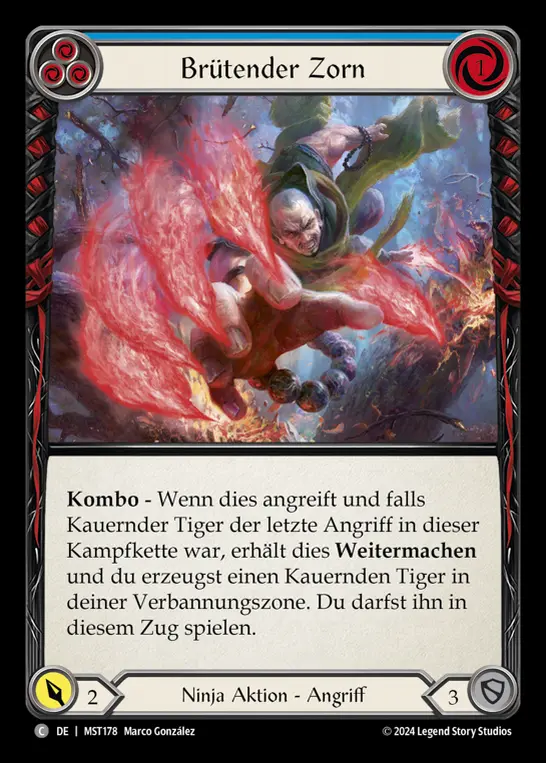 Brütender Zorn
1
Kombo - Wenn dies angreift und falls
Kauernder Tiger der letzte Angriff in dieser
Kampfkette war, erhält dies Weitermachen
und du erzeugst einen Kauernden Tiger in
deiner Verbannungszone. Du darfst ihn in
diesem Zug spielen.
2
Ninja Aktion - Angriff
3
C DE | MST178 Marco González
© 2024 Legend Story Studios